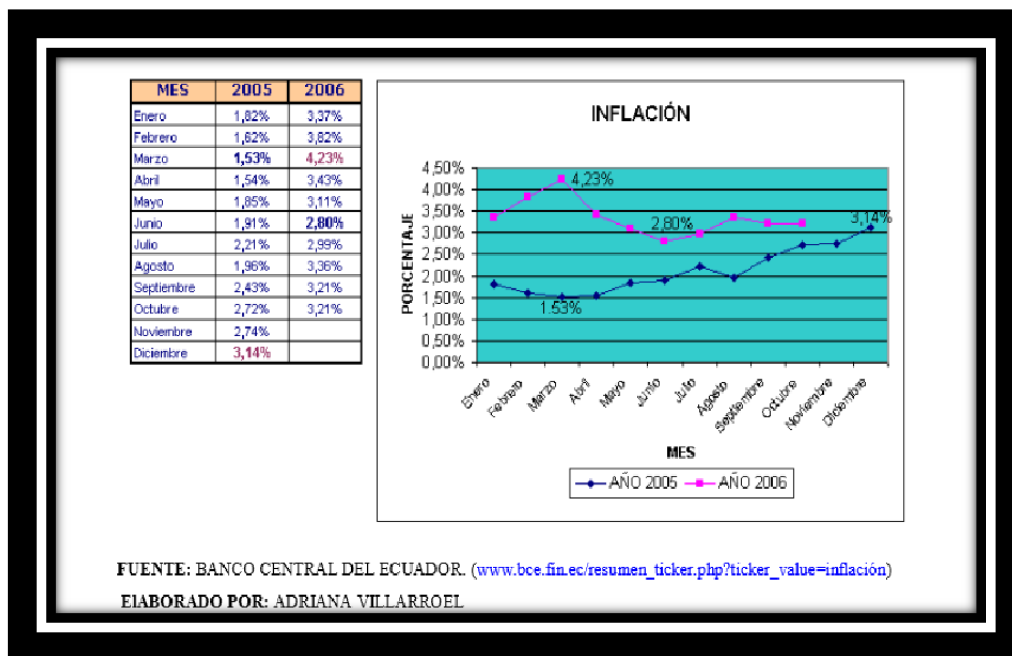 MES 2005 2006
Enero 1,82% 3,37%
Febrero 1,62% 3,82%
Marzo 1,53% 4,23%
Abril 1,54% 3,43%
Mayo 1,85% 3,11%
Junio 1,91% 2,80%
Julio 2,21% 2,99%
Agosto 1,96% 3,36%
Septiembre 2,43% 3,21%
Octubre 2,72% 3,21%
Noviembre 2,74%
Diciembre 3,14%
INFLACIÓN
PORCENTAJE
4,50%
4,00%
3,50%
3,00%
2,50%
2,00%
1,50%
1,00%
0,50%
0,00%
4,23%
2,80%
3,14%
1.53%
Enero
Febrero
Marzo
Abril
Mayo
Junio
Julio
Agosto
Septiembre
Octubre
Noviembre
Diciembre
MES
AÑO 2005 AÑO 2006
FUENTE: BANCO CENTRAL DEL ECUADOR. (www.bce.fin.ec/resumen_ticker.php?ticker_value=inflación)
ElABORADO POR: ADRIANA VILLARROEL